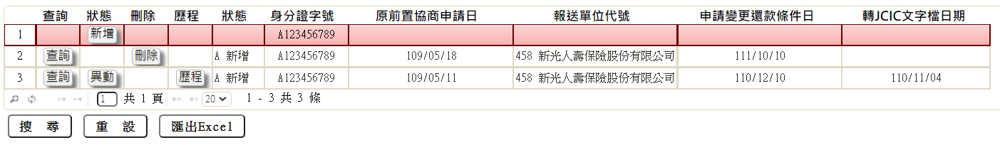 查詢 狀態 刪除 歷程 狀態 身分證字號 原前置協商申請日 報送單位代號 申請變更還款條件日 轉JCIC文字檔日期
1 新增 A123456789
2 查詢 刪除 A 新增 A123456789 109/05/18 458 新光人壽保險股份有限公司 111/10/10
3 查詢 異動 歷程 A 新增 A123456789 109/05/11 458 新光人壽保險股份有限公司 110/12/10 110/11/04
1 共 1 頁 20 1 - 3 共 3 條
搜 尋 重 設 匯出Excel